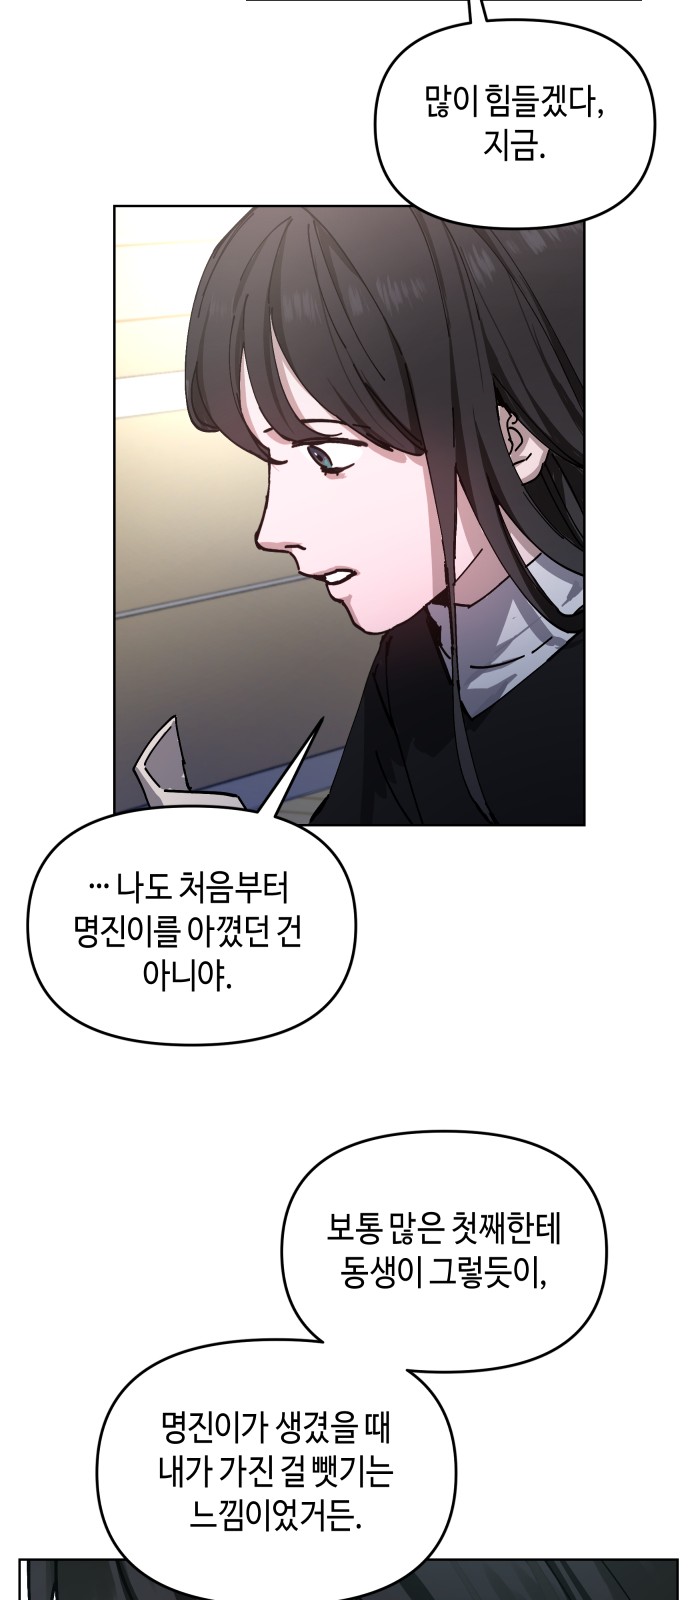 많이 힘들겠다,
지금.
··· 나도 처음부터
명진이를 아꼈던 건
아니야.
보통 많은 첫째한테
동생이 그렇듯이,
명진이가 생겼을 때
내가 가진 걸 뺏기는
느낌이었거든.